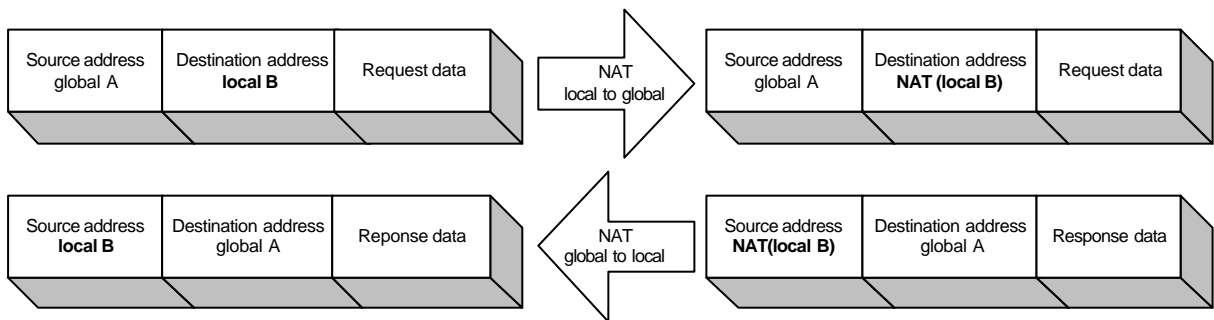 Source address
global A
Destination address
local B
Request data
NAT
local to global
Source address
global A
Destination address
NAT (local B)
Request data
Source address
local B
Destination address
global A
Reponse data
NAT
global to local
Source address
NAT(local B)
Destination address
global A
Response data